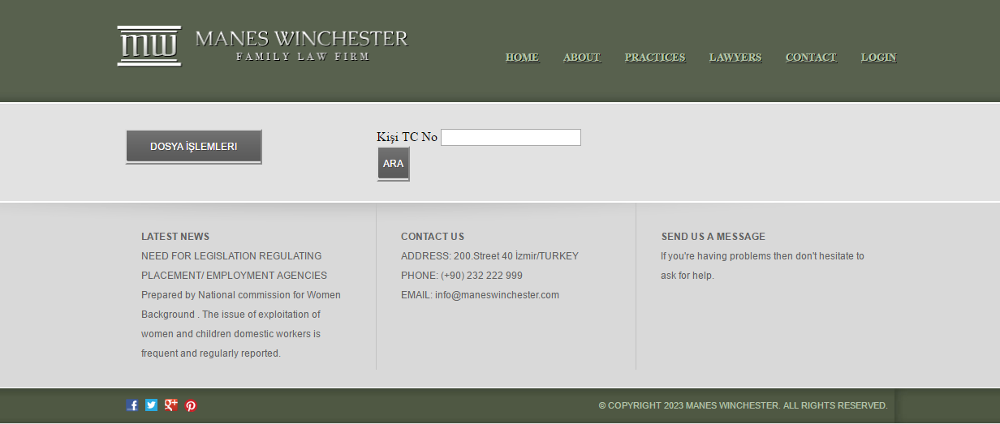 mw MANES WINCHESTER
FAMILY LAW FIRM
HOME ABOUT PRACTICES LAWYERS CONTACT LOGIN
DOSYA İŞLEMLERI
Kişi TC No
ARA
LATEST NEWS
NEED FOR LEGISLATION REGULATING
PLACEMENT/ EMPLOYMENT AGENCIES
Prepared by National commission for Women
Background . The issue of exploitation of
women and children domestic workers is
frequent and regularly reported.
CONTACT US
ADDRESS: 200.Street 40 İzmir/TURKEY
PHONE: (+90) 232 222 999
EMAIL: info@maneswinchester.com
SEND US A MESSAGE
If you're having problems then don't hesitate to
ask for help.
© COPYRIGHT 2023 MANES WINCHESTER. ALL RIGHTS RESERVED.